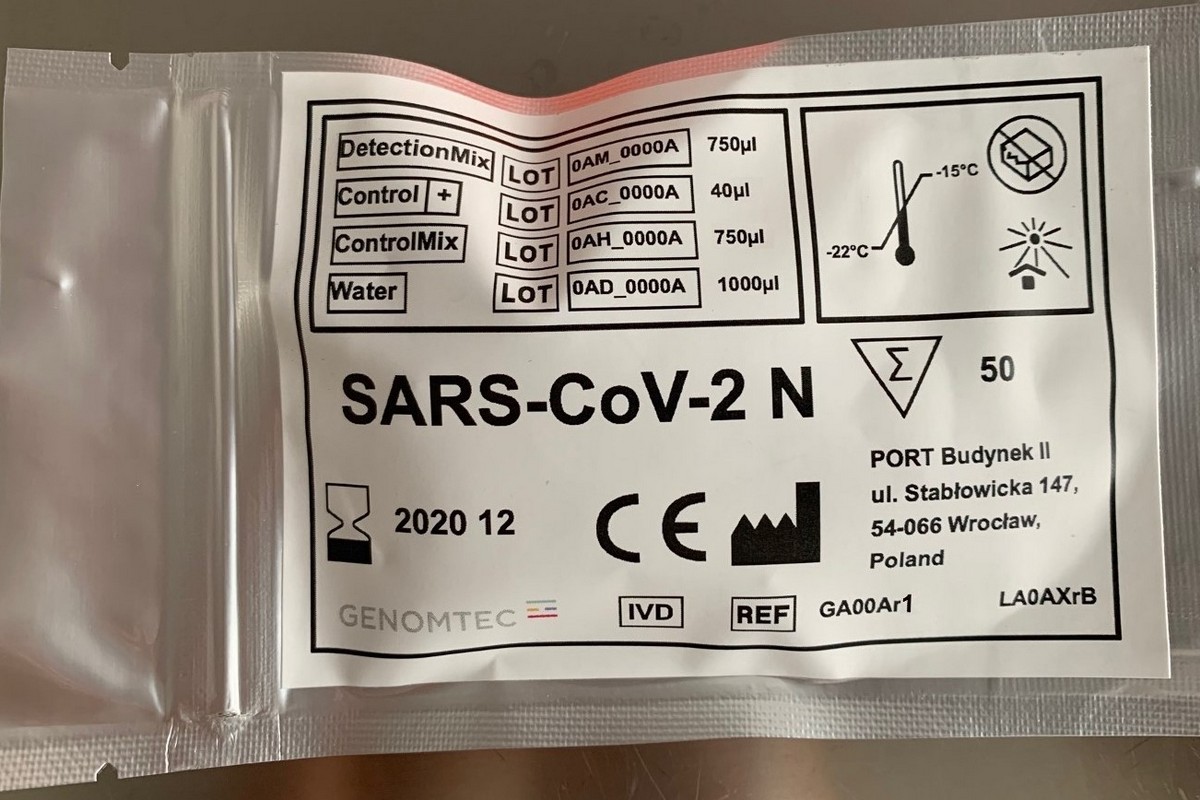 DetectionMix LOT 0AM_0000A 750µl
Control + LOT 0AC_0000A 40µl
ControlMix LOT 0AH_0000A 750µl
Water LOT 0AD_0000A 1000µl
-15°C
-22°C
SARS-CoV-2 N
Σ 50
2020 12
CE
PORT Budynek II
ul. Stabłowicka 147,
54-066 Wrocław,
Poland
GENOMTEC
IVD
REF GA00Ar1
LA0AXrB